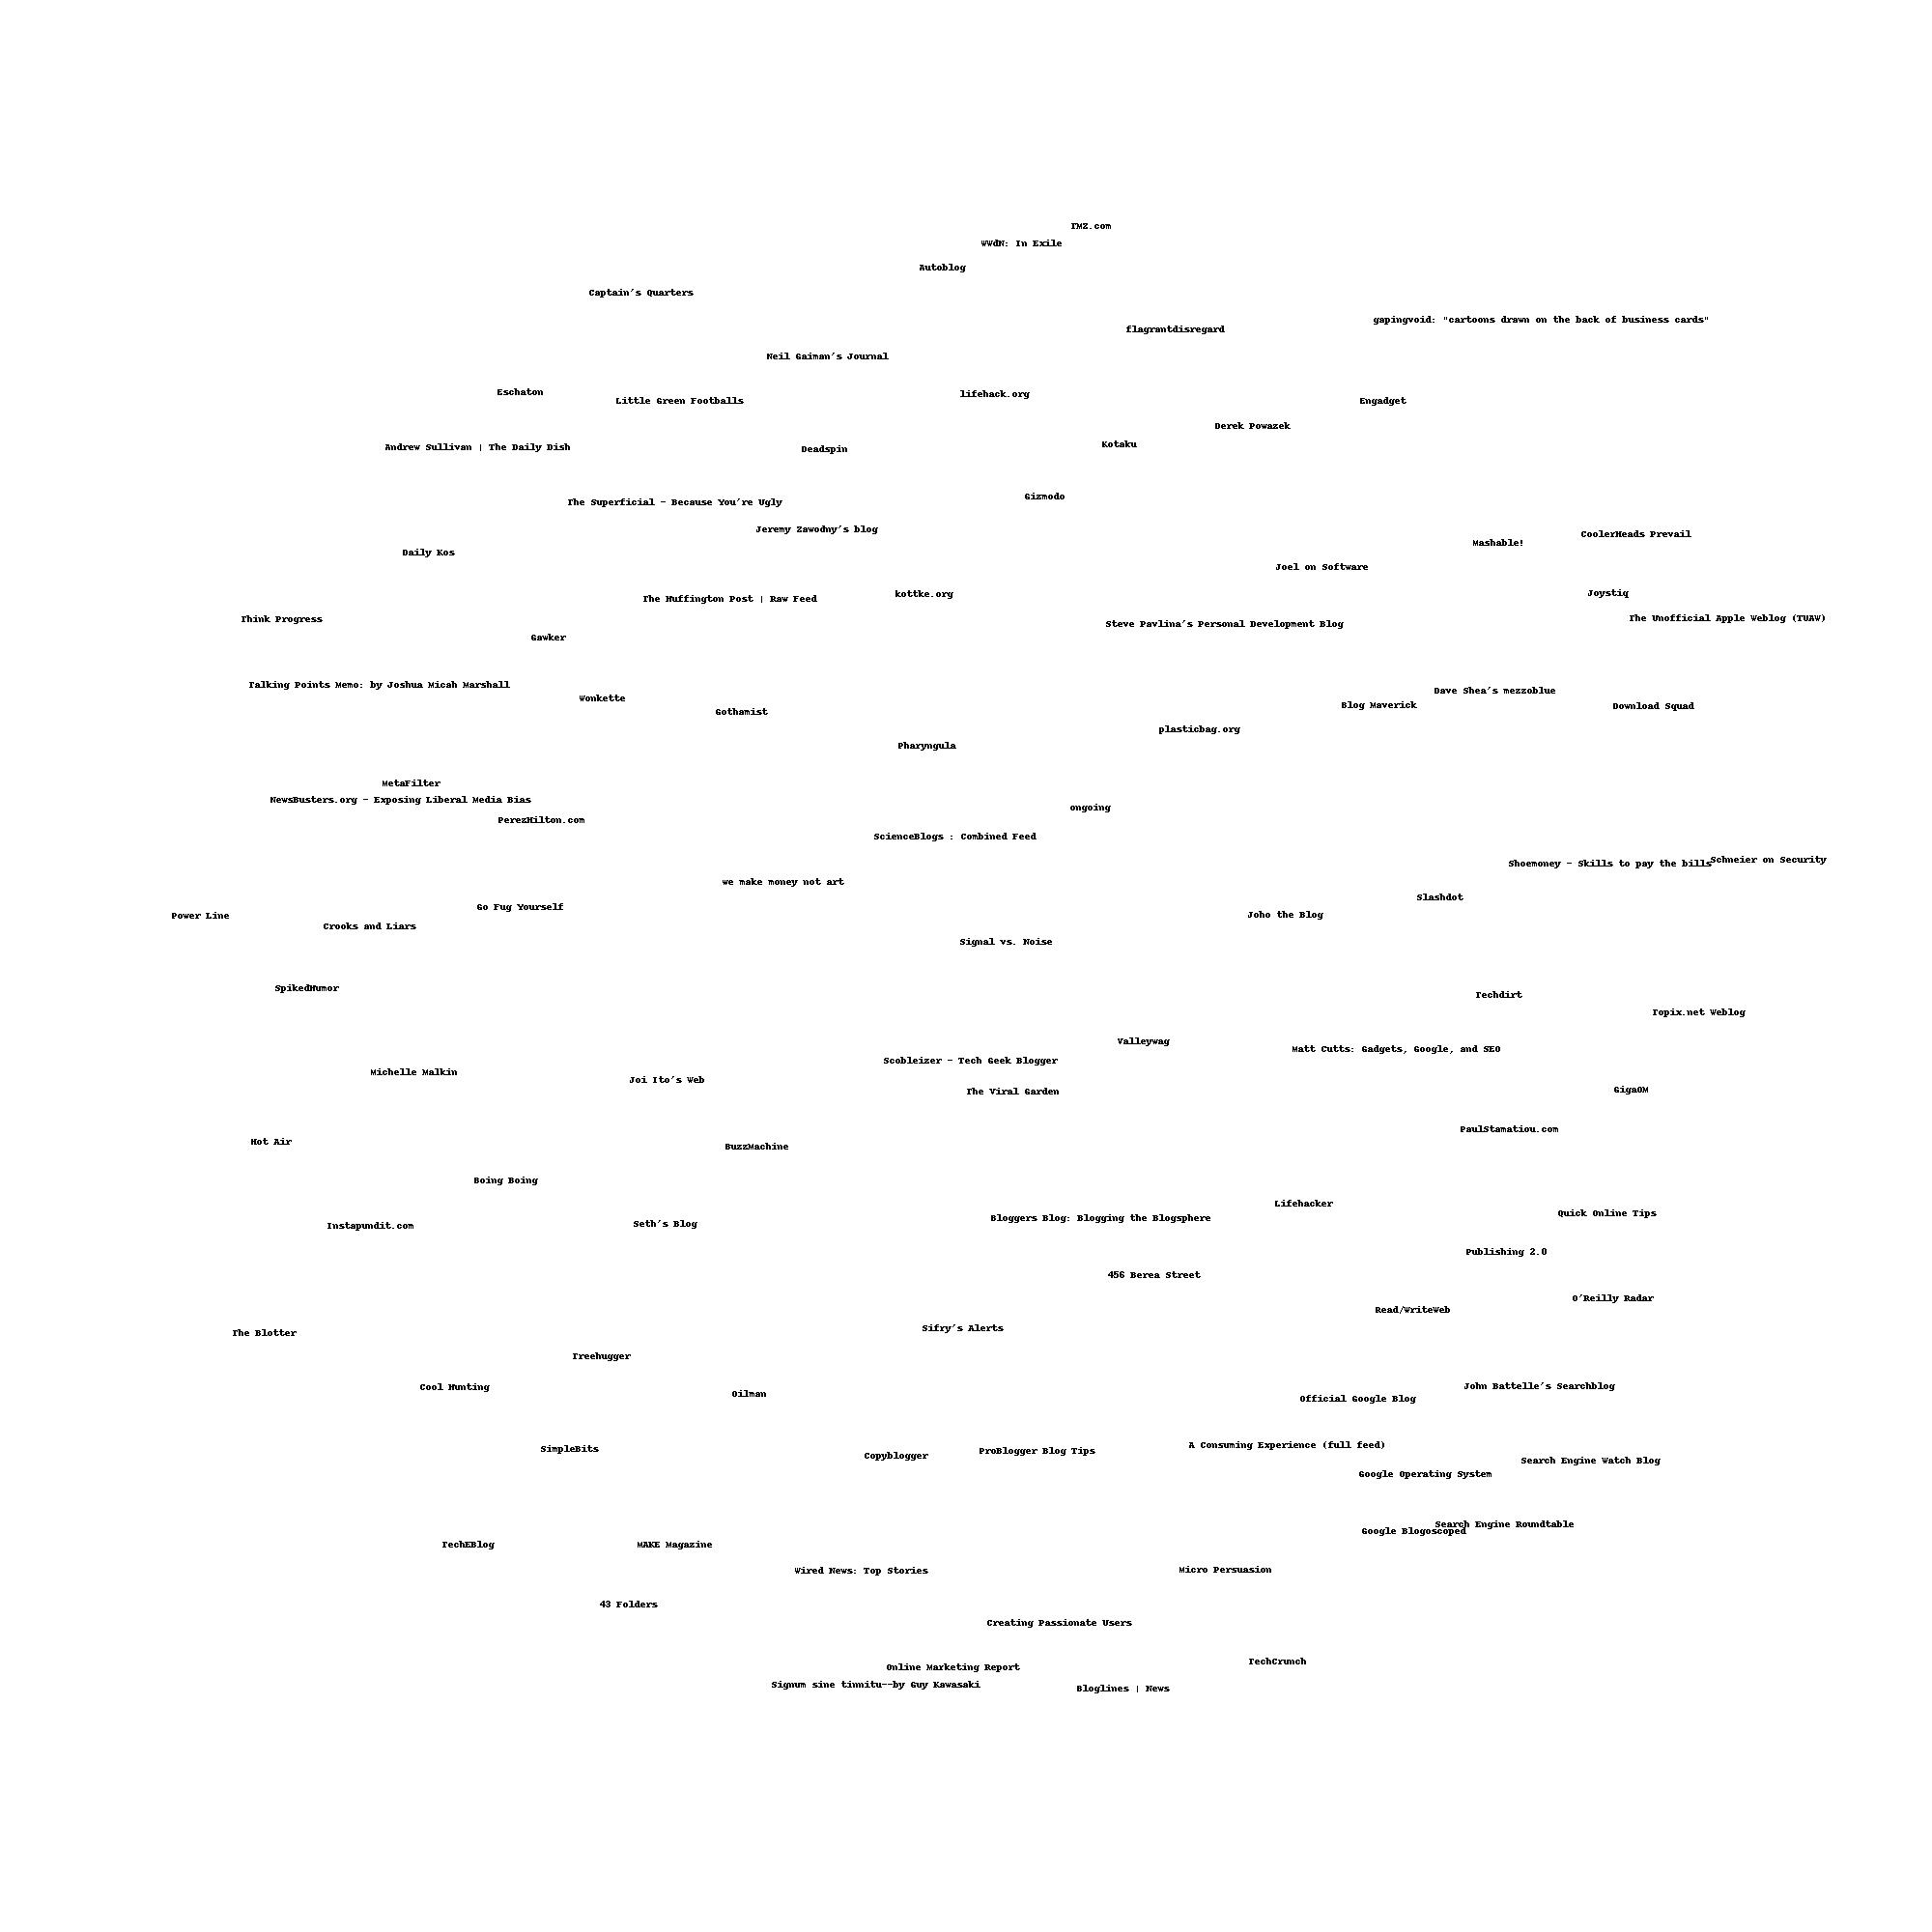 TMZ.com
WWdN: In Exile
Autoblog
Captain's Quarters
gapingvoid: "cartoons drawn on the back of business cards"
flagrantdisregard
Neil Gaiman's Journal
Eschaton
lifehack.org
Little Green Footballs
Engadget
Derek Powazek
Kotaku
Andrew Sullivan | The Daily Dish
Deadspin
Gizmodo
The Superficial - Because You're Ugly
Jeremy Zawodny's blog
CoolerHeads Prevail
Mashable!
Daily Kos
Joel on Software
Joystiq
kottke.org
The Huffington Post | Raw Feed
The Unofficial Apple Weblog (TUAW)
Think Progress
Steve Pavlina's Personal Development Blog
Gawker
Talking Points Memo: by Joshua Micah Marshall
Dave Shea's mezzoblue
Wonkette
Blog Maverick
Download Squad
Gothamist
plasticbag.org
Pharyngula
MetaFilter
NewsBusters.org - Exposing Liberal Media Bias
ongoing
PerezHilton.com
ScienceBlogs : Combined Feed
Schneier on Security
Shoemoney - Skills to pay the bills
we make money not art
Slashdot
Go Fug Yourself
Joho the Blog
Power Line
Crooks and Liars
Signal vs. Noise
SpikedHumor
Techdirt
Topix.net Weblog
Valleywag
Matt Cutts: Gadgets, Google, and SEO
Scobleizer - Tech Geek Blogger
Michelle Malkin
Joi Ito's Web
GigaOM
The Viral Garden
PaulStamatiou.com
Hot Air
BuzzMachine
Boing Boing
Lifehacker
Quick Online Tips
Bloggers Blog: Blogging the Blogsphere
Seth's Blog
Instapundit.com
Publishing 2.0
456 Berea Street
O'Reilly Radar
Read/WriteWeb
Sifry's Alerts
The Blotter
Treehugger
John Battelle's Searchblog
Cool Hunting
Oilman
Official Google Blog
A Consuming Experience (full feed)
SimpleBits
ProBlogger Blog Tips
Copyblogger
Search Engine Watch Blog
Google Operating System
Search Engine Roundtable
Google Blogoscoped
TechEBlog
MAKE Magazine
Micro Persuasion
Wired News: Top Stories
43 Folders
Creating Passionate Users
TechCrunch
Online Marketing Report
Signum sine tinnitu--by Guy Kawasaki
Bloglines | News